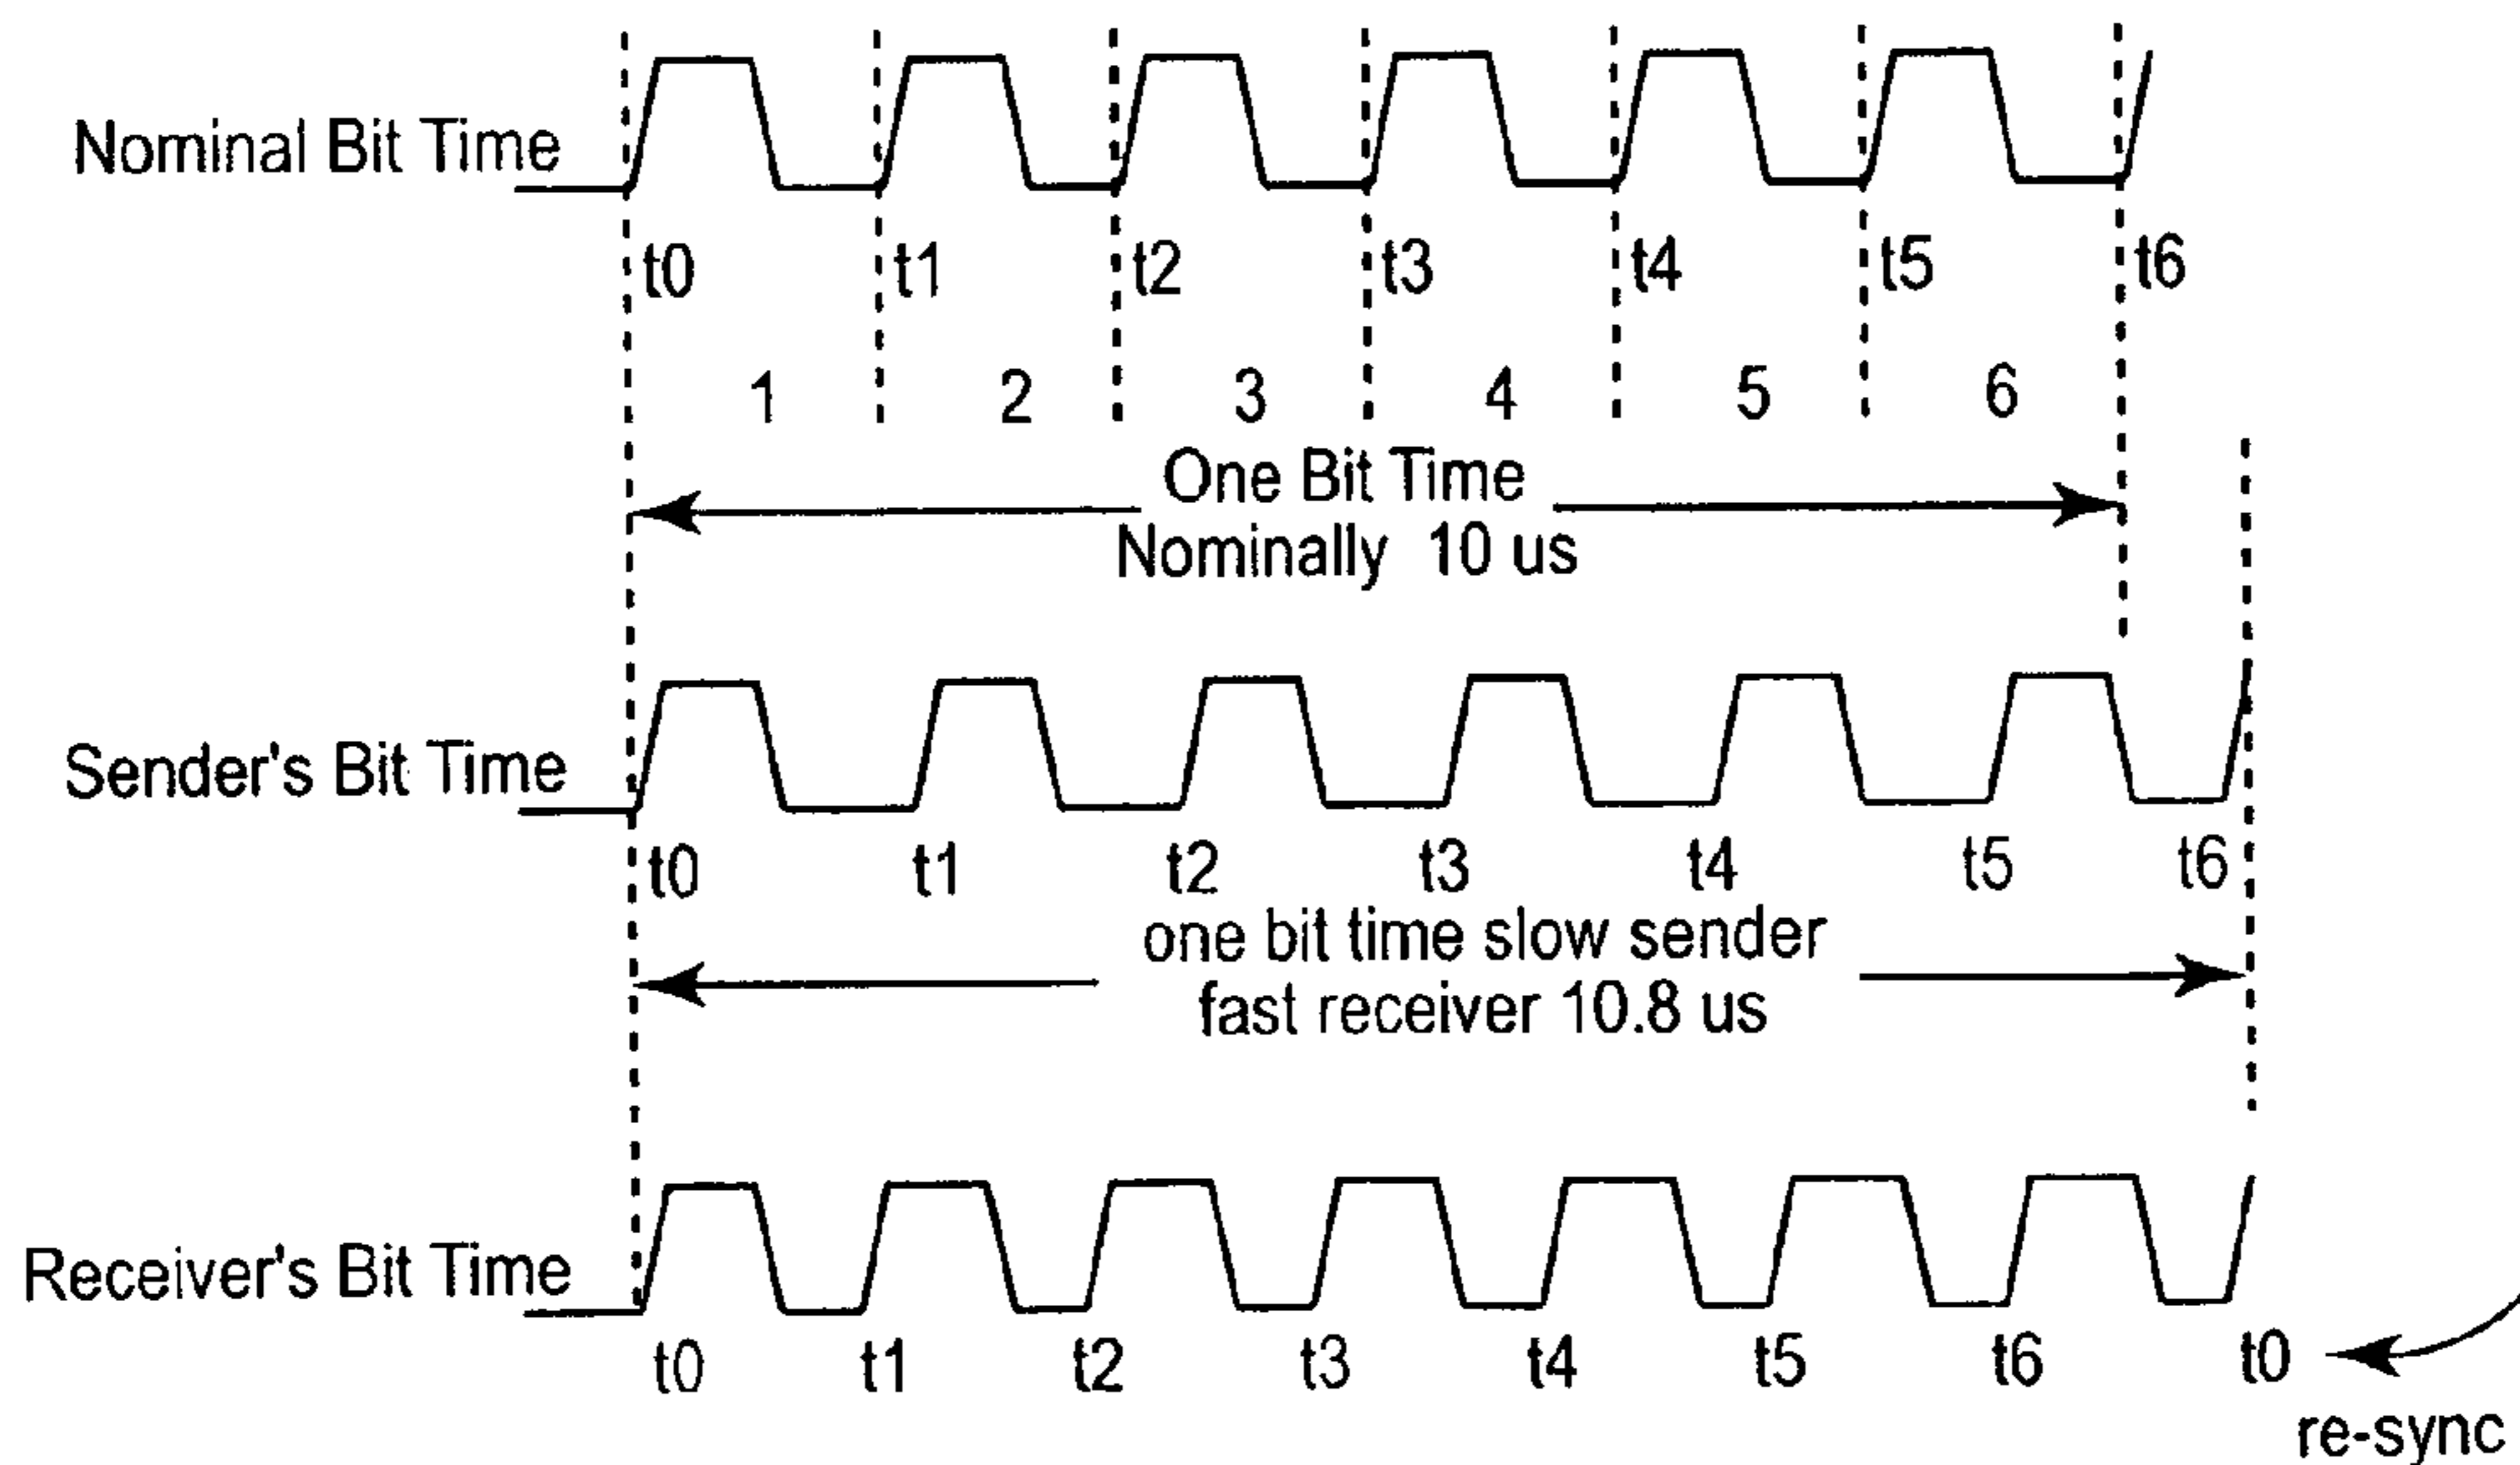 Nominal Bit Time
t0 t1 t2 t3 t4 t5 t6
1 2 3 4 5 6
One Bit Time
Nominally 10 us
Sender's Bit Time
t0 t1 t2 t3 t4 t5 t6
one bit time slow sender
fast receiver 10.8 us
Receiver's Bit Time
t0 t1 t2 t3 t4 t5 t6 t0
re-sync